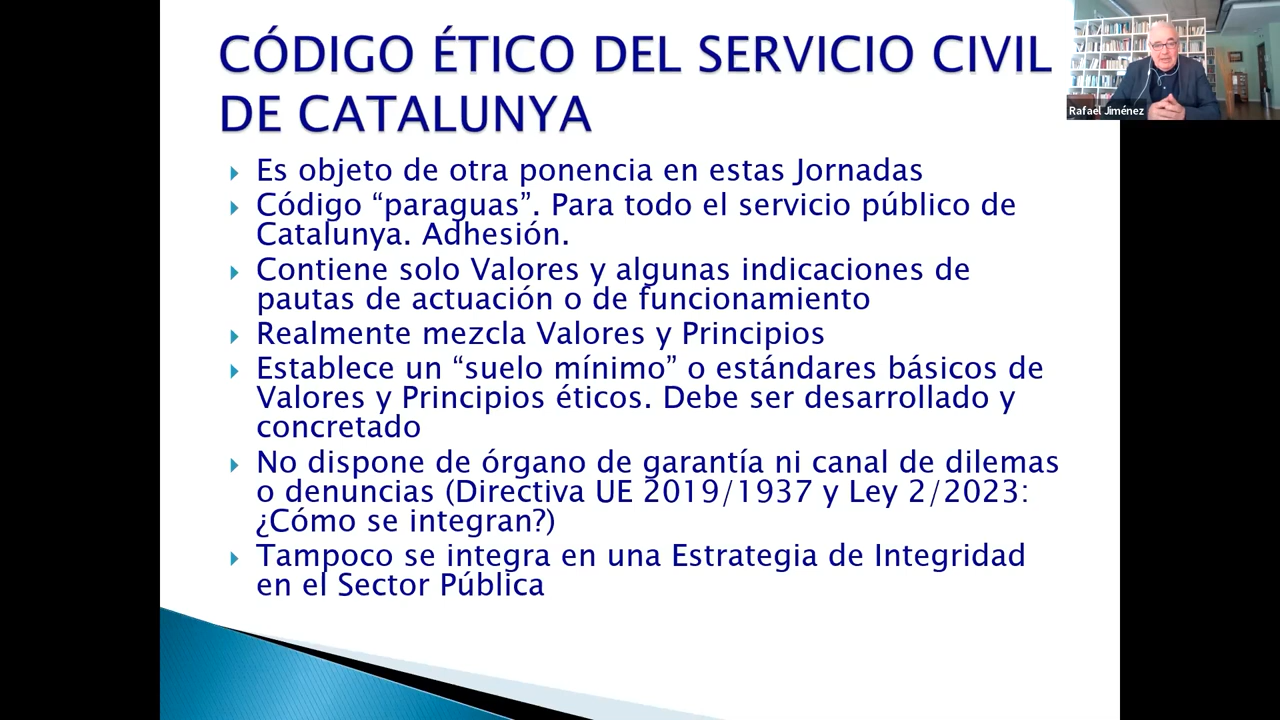 CÓDIGO ÉTICO DEL SERVICIO CIVIL
DE CATALUNYA
Es objeto de otra ponencia en estas Jornadas
Código “paraguas”. Para todo el servicio público de
Catalunya. Adhesión.
Contiene solo Valores y algunas indicaciones de
pautas de actuación o de funcionamiento
Realmente mezcla Valores y Principios
Establece un “suelo mínimo” o estándares básicos de
Valores y Principios éticos. Debe ser desarrollado y
concretado
No dispone de órgano de garantía ni canal de dilemas
o denuncias (Directiva UE 2019/1937 y Ley 2/2023:
¿Cómo se integran?)
Tampoco se integra en una Estrategia de Integridad
en el Sector Pública
Rafael Jiménez